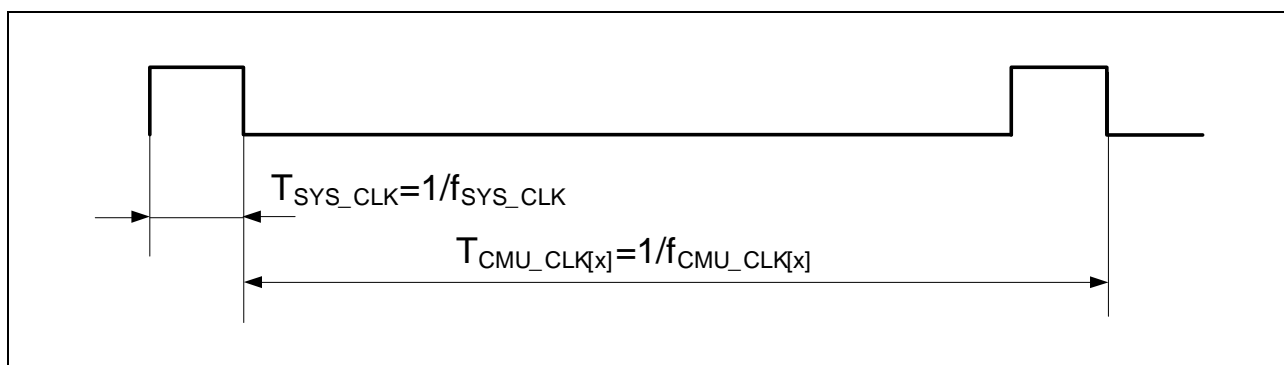 T_SYS_CLK=1/f_SYS_CLK
T_CMU_CLK[x]=1/f_CMU_CLK[x]